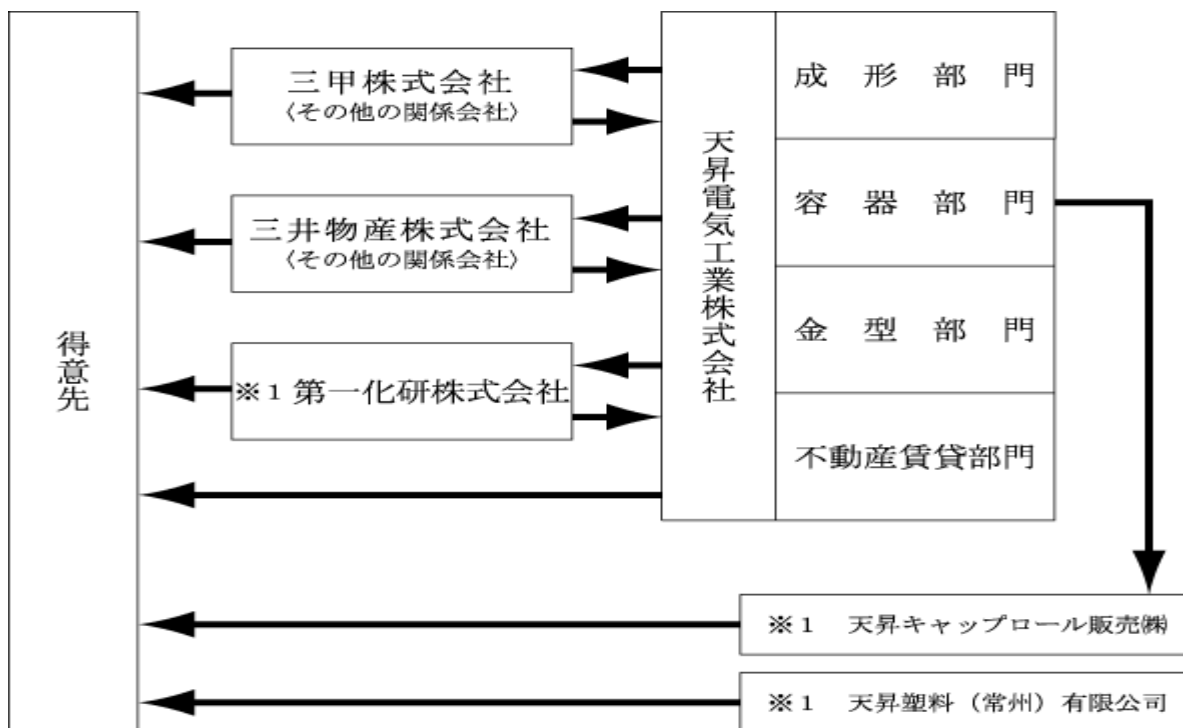 得意先
三甲株式会社
〈その他の関係会社〉
三井物産株式会社
〈その他の関係会社〉
※1 第一化研株式会社
天昇電気工業株式会社
成形部門
容器部門
金型部門
不動産賃貸部門
※1 天昇キャップロール販売㈱
※1 天昇塑料（常州）有限公司